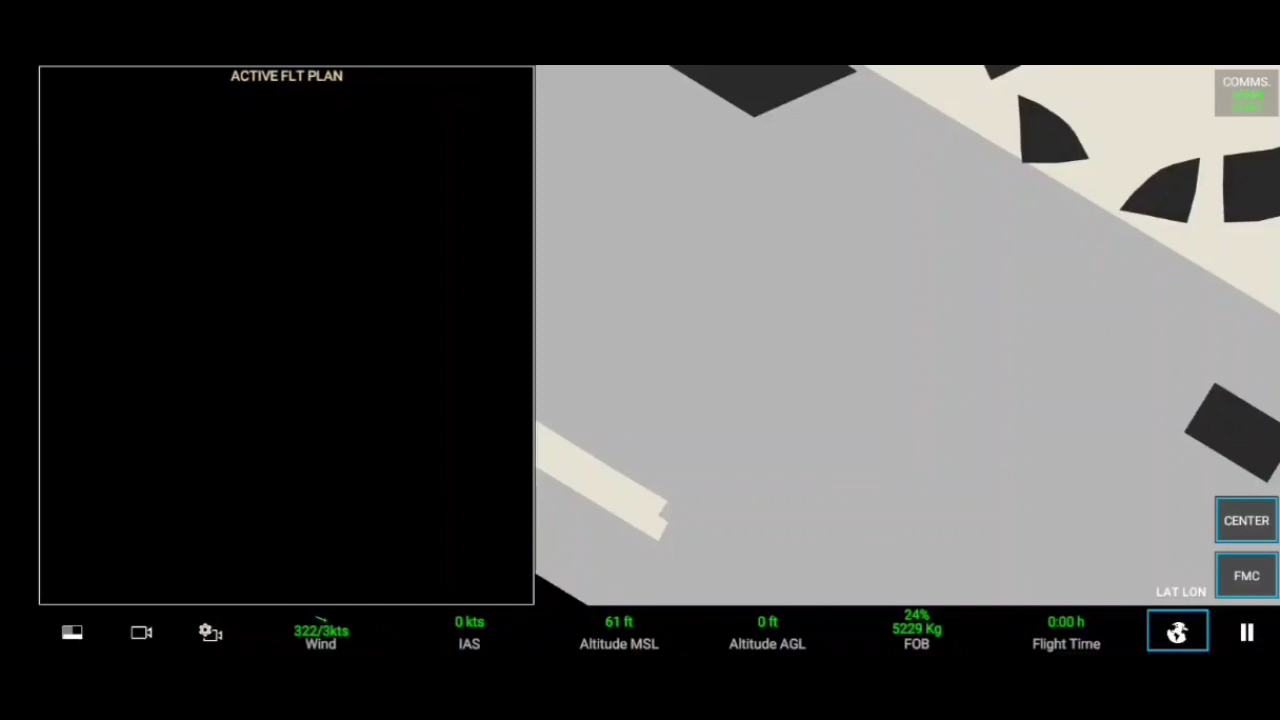 ACTIVE FLT PLAN
COMMS.
CENTER
FMC
LAT LON
322/3kts
Wind
0 kts
IAS
61 ft
Altitude MSL
0 ft
Altitude AGL
24%
5229 Kg
FOB
0:00 h
Flight Time